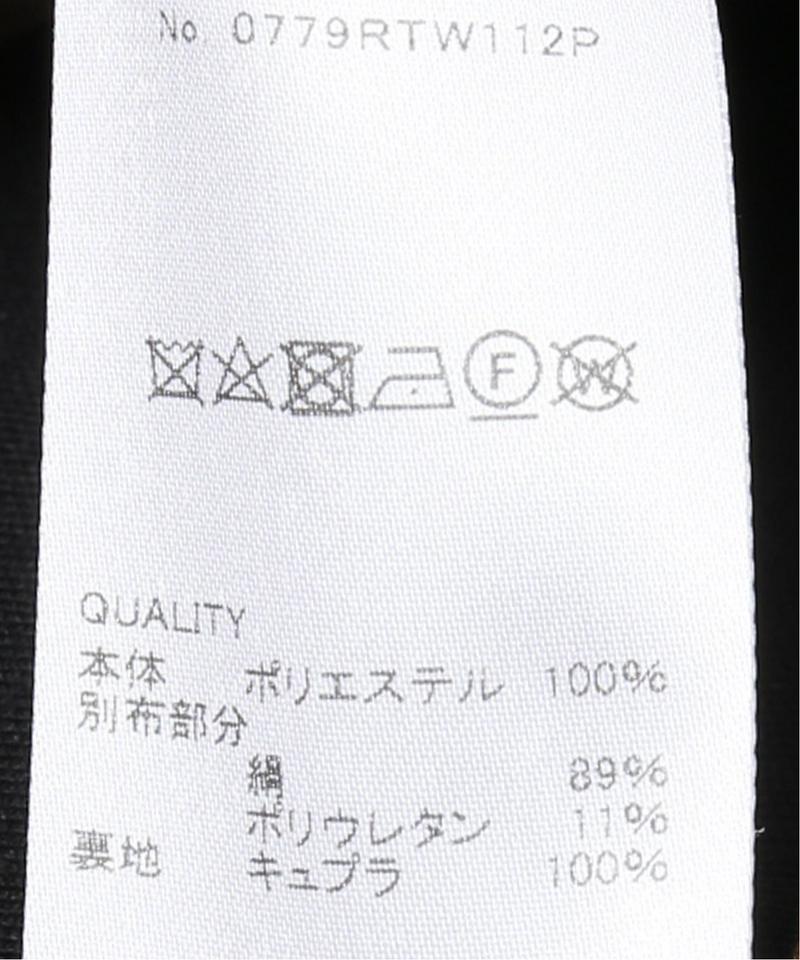 No. 0779RTW112P
F W
QUALITY
本体 ポリエステル 100%
別布部分
絹 89%
ポリウレタン 11%
裏地 キュプラ 100%